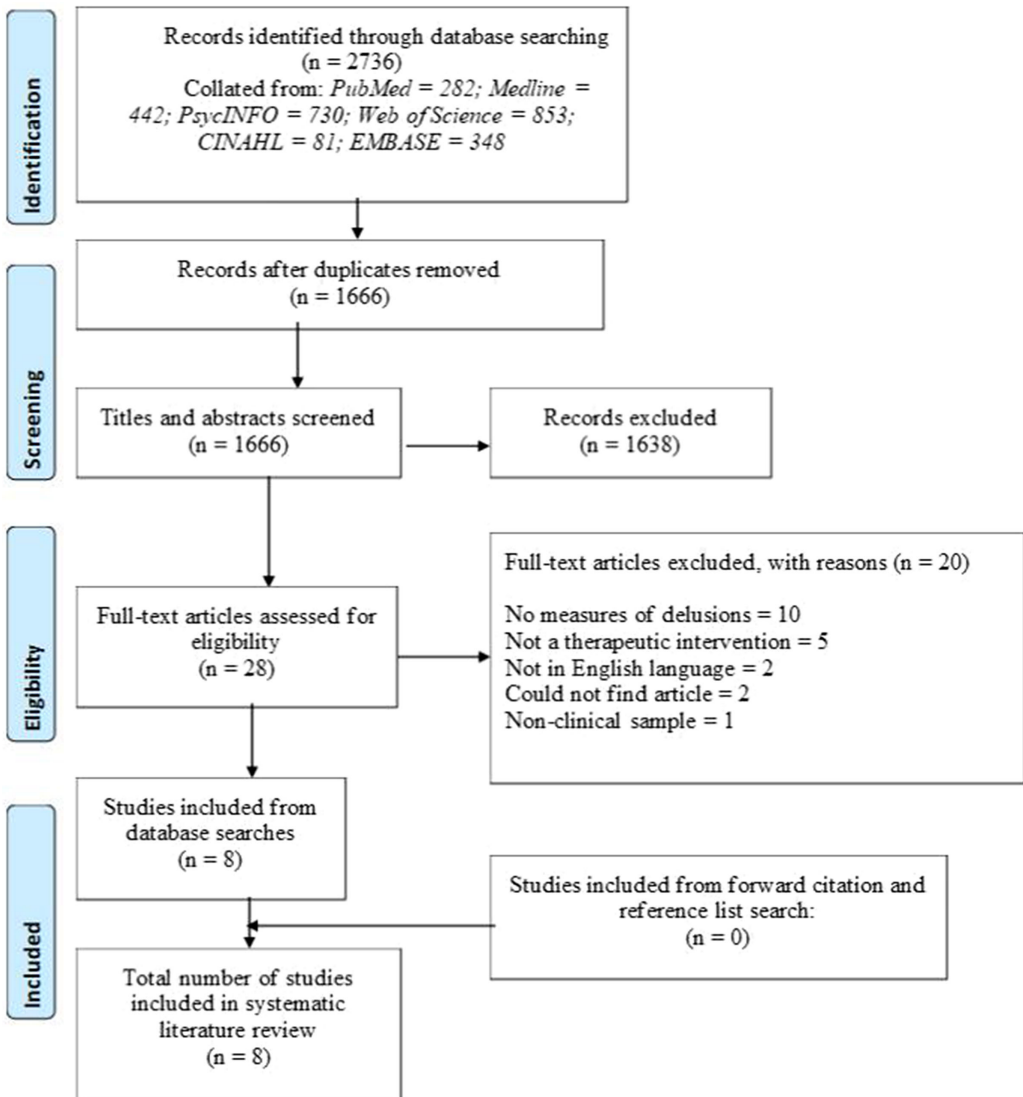 Identification
Records identified through database searching
(n = 2736)
Collated from: PubMed = 282; Medline =
442; PsycINFO = 730; Web of Science = 853;
CINAHL = 81; EMBASE = 348
Screening
Records after duplicates removed
(n = 1666)
Titles and abstracts screened
(n = 1666)
Records excluded
(n = 1638)
Eligibility
Full-text articles assessed for
eligibility
(n = 28)
Full-text articles excluded, with reasons (n = 20)
No measures of delusions = 10
Not a therapeutic intervention = 5
Not in English language = 2
Could not find article = 2
Non-clinical sample = 1
Included
Studies included from
database searches
(n = 8)
Studies included from forward citation and
reference list search:
(n = 0)
Total number of studies
included in systematic
literature review
(n = 8)